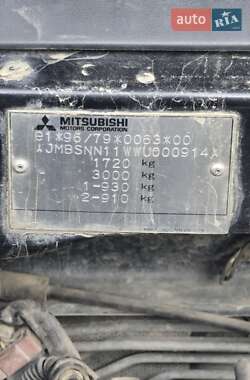 AUTO RIA
MITSUBISHI
MOTORS CORPORATION
e1*96/79*0063*00
*JMBSNN11WWU000914*
1720 kg
3000 kg
1-930 kg
2-910 kg